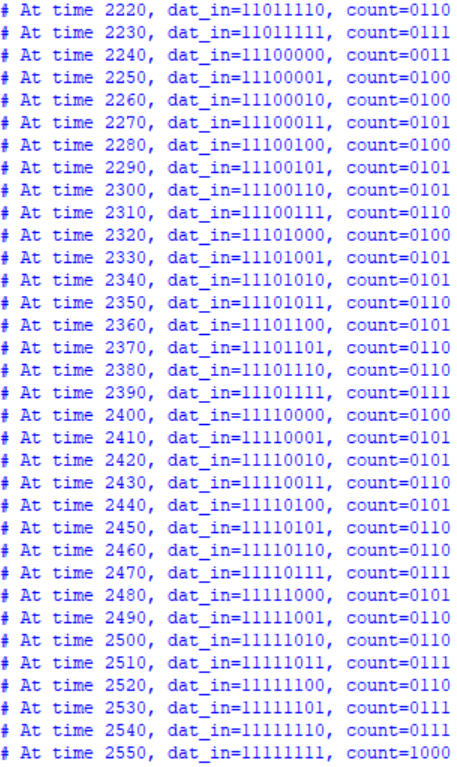 # At time 2220, dat_in=11011110, count=0110
# At time 2230, dat_in=11011111, count=0111
# At time 2240, dat_in=11100000, count=0011
# At time 2250, dat_in=11100001, count=0100
# At time 2260, dat_in=11100010, count=0100
# At time 2270, dat_in=11100011, count=0101
# At time 2280, dat_in=11100100, count=0100
# At time 2290, dat_in=11100101, count=0101
# At time 2300, dat_in=11100110, count=0101
# At time 2310, dat_in=11100111, count=0110
# At time 2320, dat_in=11101000, count=0100
# At time 2330, dat_in=11101001, count=0101
# At time 2340, dat_in=11101010, count=0101
# At time 2350, dat_in=11101011, count=0110
# At time 2360, dat_in=11101100, count=0101
# At time 2370, dat_in=11101101, count=0110
# At time 2380, dat_in=11101110, count=0110
# At time 2390, dat_in=11101111, count=0111
# At time 2400, dat_in=11110000, count=0100
# At time 2410, dat_in=11110001, count=0101
# At time 2420, dat_in=11110010, count=0101
# At time 2430, dat_in=11110011, count=0110
# At time 2440, dat_in=11110100, count=0101
# At time 2450, dat_in=11110101, count=0110
# At time 2460, dat_in=11110110, count=0110
# At time 2470, dat_in=11110111, count=0111
# At time 2480, dat_in=11111000, count=0101
# At time 2490, dat_in=11111001, count=0110
# At time 2500, dat_in=11111010, count=0110
# At time 2510, dat_in=11111011, count=0111
# At time 2520, dat_in=11111100, count=0110
# At time 2530, dat_in=11111101, count=0111
# At time 2540, dat_in=11111110, count=0111
# At time 2550, dat_in=11111111, count=1000